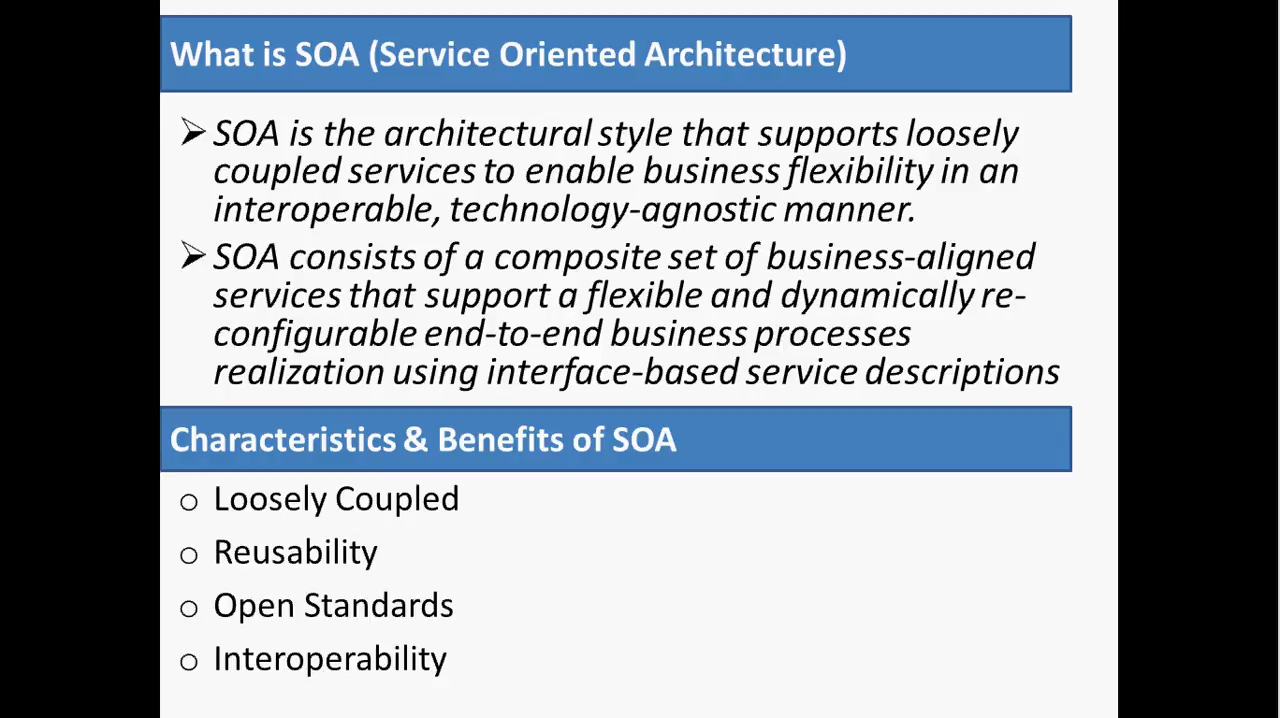 What is SOA (Service Oriented Architecture)
➢ SOA is the architectural style that supports loosely
coupled services to enable business flexibility in an
interoperable, technology-agnostic manner.
➢ SOA consists of a composite set of business-aligned
services that support a flexible and dynamically re-
configurable end-to-end business processes
realization using interface-based service descriptions
Characteristics & Benefits of SOA
o Loosely Coupled
o Reusability
o Open Standards
o Interoperability